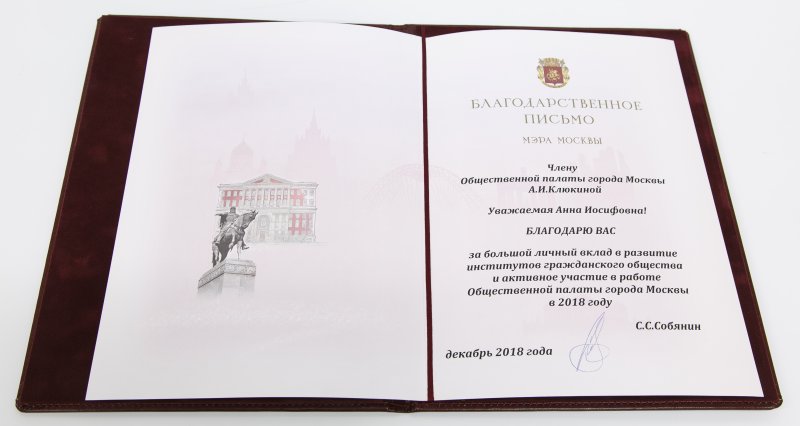 БЛАГОДАРСТВЕННОЕ
ПИСЬМО
МЭРА МОСКВЫ
Члену
Общественной палаты города Москвы
А.И.Клюкиной
Уважаемая Анна Иосифовна!
БЛАГОДАРЮ ВАС
за большой личный вклад в развитие
институтов гражданского общества
и активное участие в работе
Общественной палаты города Москвы
в 2018 году
С.С.Собянин
декабрь 2018 года